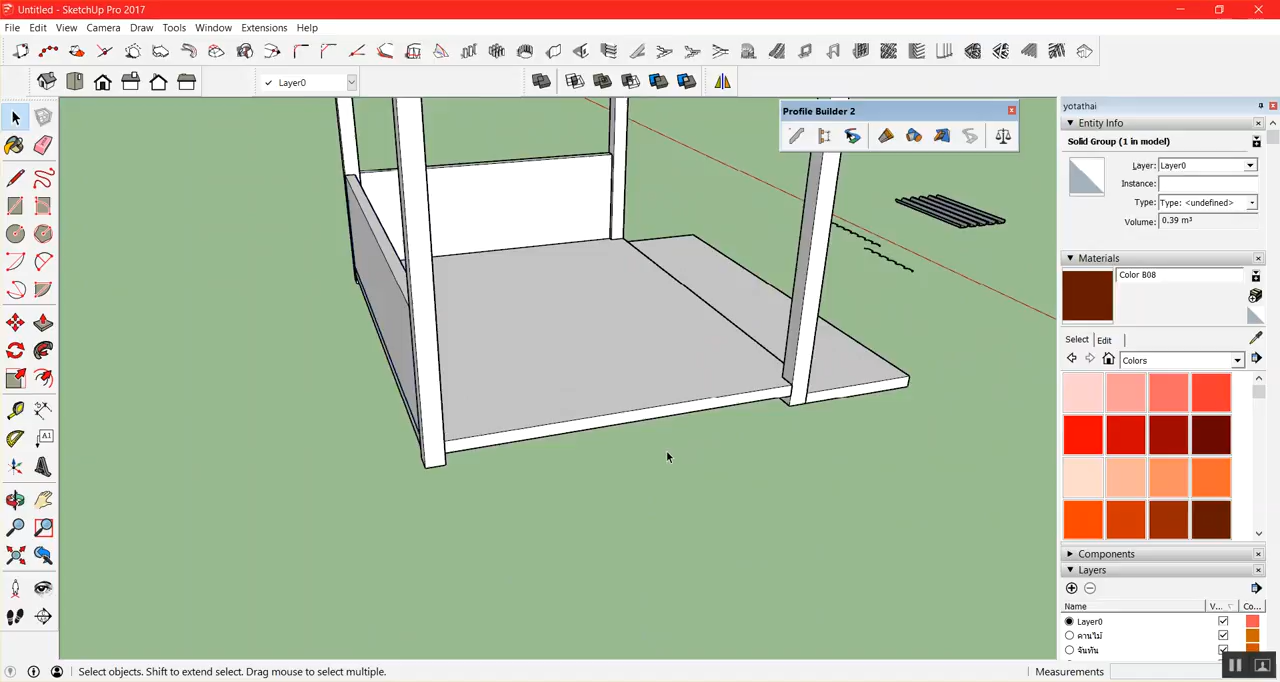 Untitled - SketchUp Pro 2017
File Edit View Camera Draw Tools Window Extensions Help
Layer0
Profile Builder 2
yotathai
Entity Info
Solid Group (1 in model)
Layer: Layer0
Instance:
Type: Type: <undefined>
Volume: 0.39 m³
Materials
Color B08
Select Edit
Colors
A1
Components
Layers
Name V... Co...
Layer0
คานไม้
จันทัน
Select objects. Shift to extend select. Drag mouse to select multiple.
Measurements